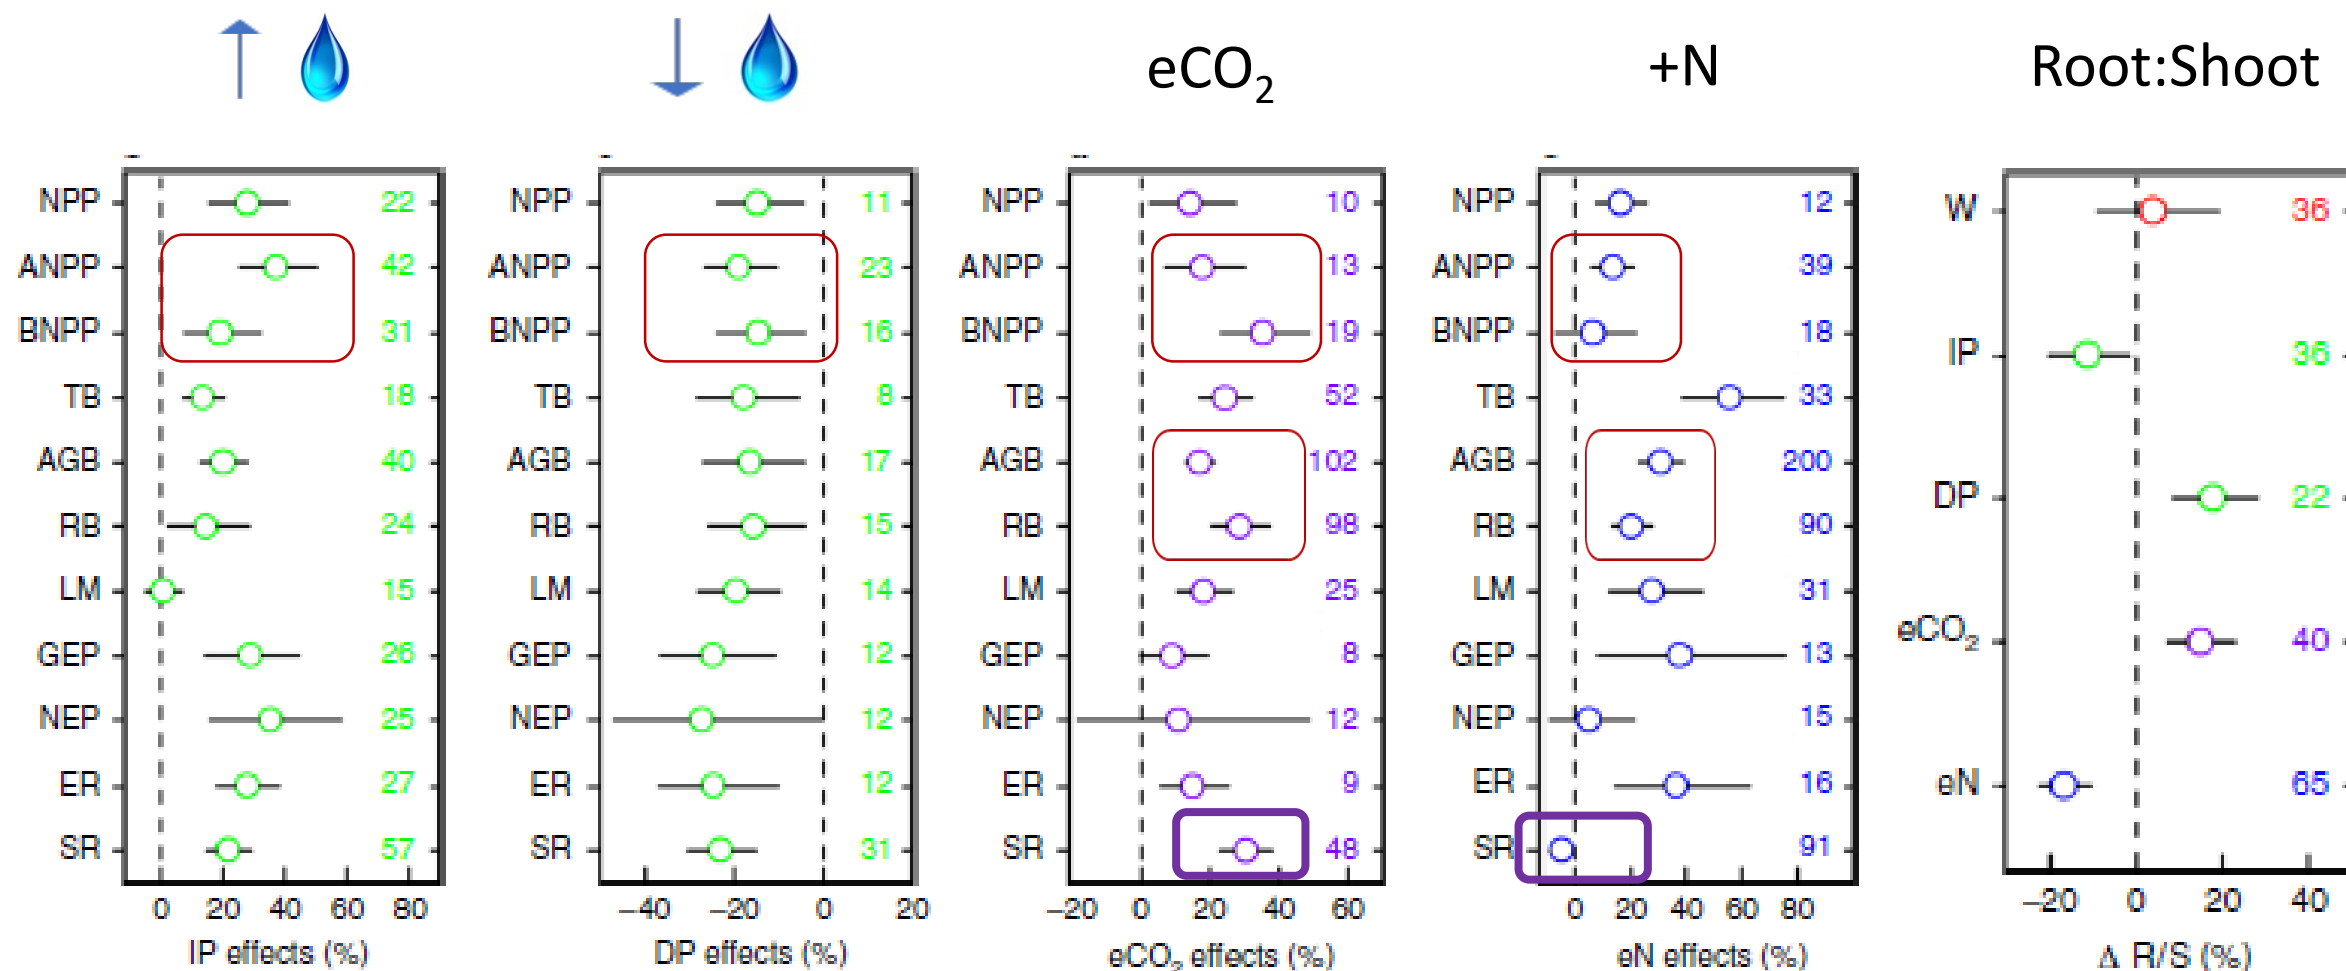 eCO₂
+N
Root:Shoot
NPP 22
ANPP 42
BNPP 31
TB 18
AGB 40
RB 24
LM 15
GEP 26
NEP 25
ER 27
SR 57
0 20 40 60 80
IP effects (%)
NPP 11
ANPP 23
BNPP 16
TB 8
AGB 17
RB 15
LM 14
GEP 12
NEP 12
ER 12
SR 31
−40 −20 0 20
DP effects (%)
NPP 10
ANPP 13
BNPP 19
TB 52
AGB 102
RB 98
LM 25
GEP 8
NEP 12
ER 9
SR 48
−20 0 20 40 60
eCO₂ effects (%)
NPP 12
ANPP 39
BNPP 18
TB 33
AGB 200
RB 90
LM 31
GEP 13
NEP 15
ER 16
SR 91
0 20 40 60 80
eN effects (%)
W 36
IP 36
DP 22
eCO₂ 40
eN 65
−20 0 20 40
Δ R/S (%)